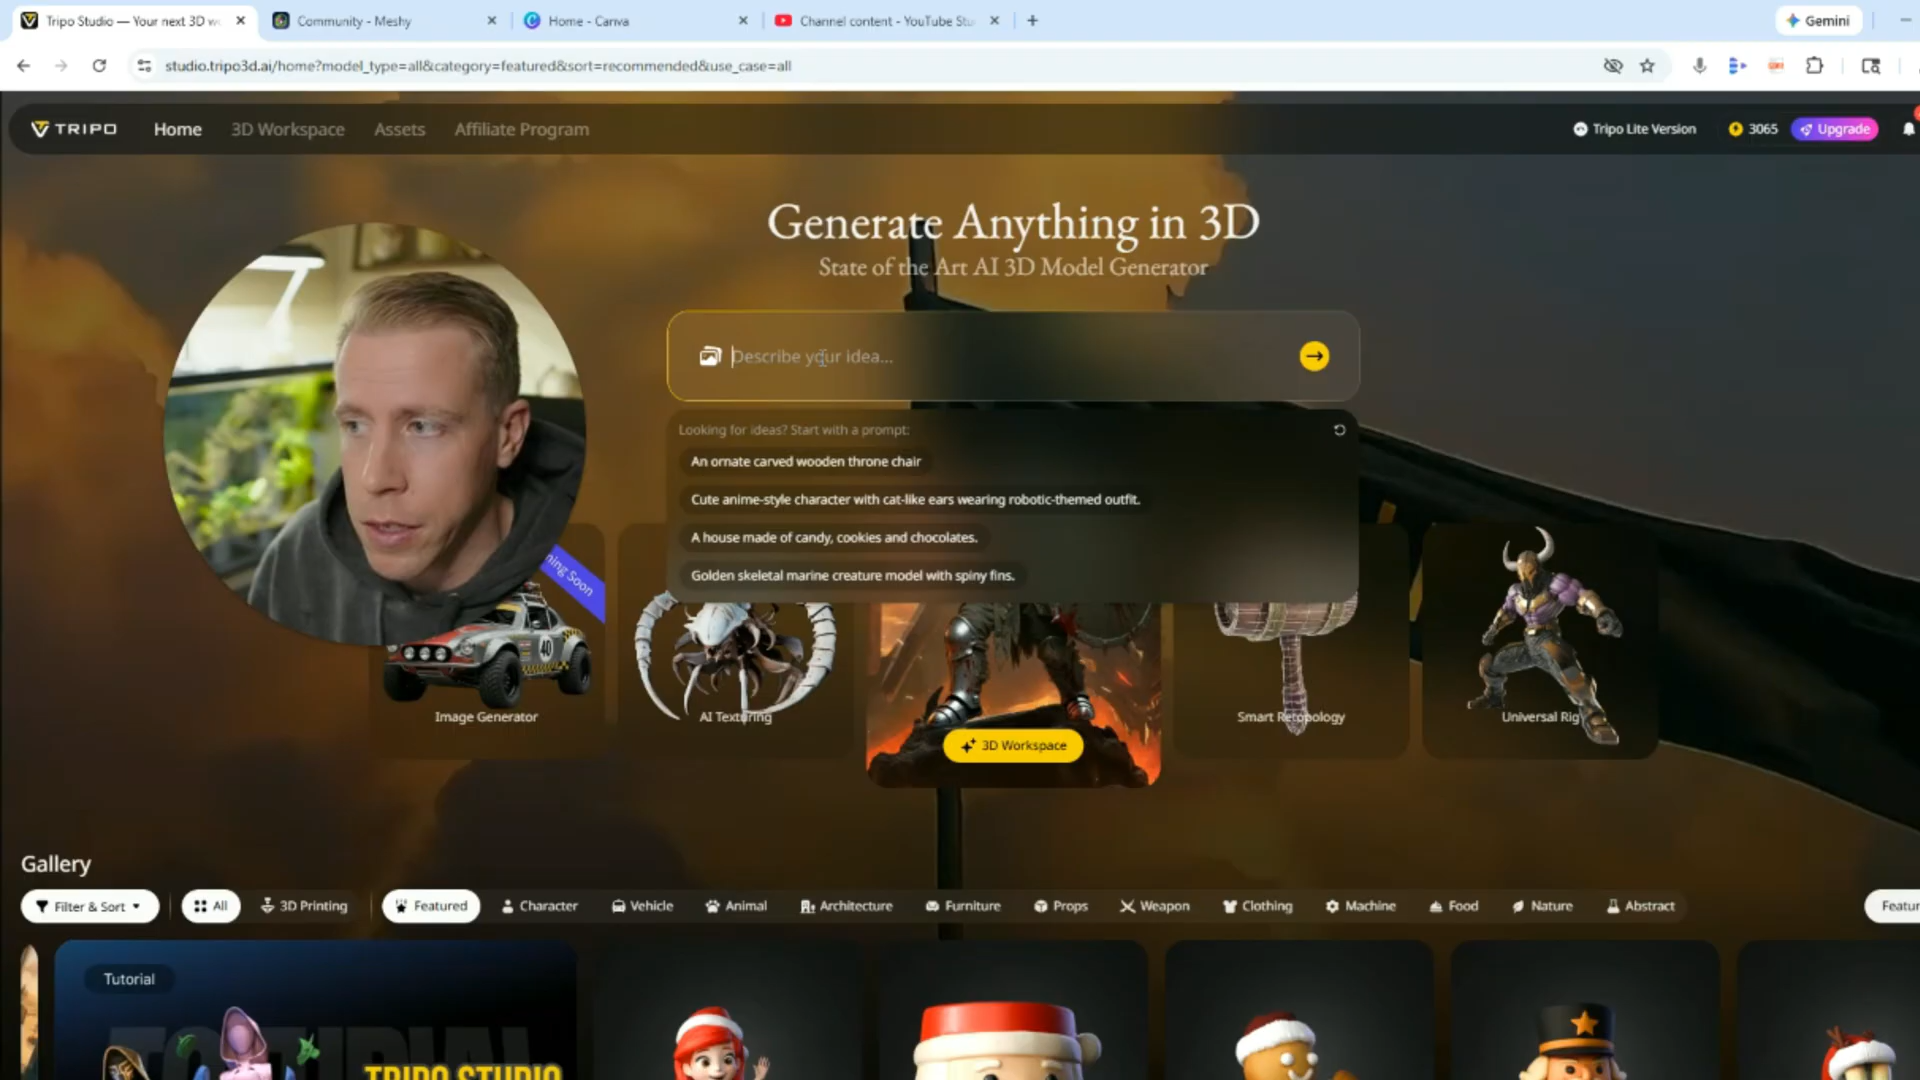 Tripo Studio — Your next 3D w
Community - Meshy
Home - Canva
Channel content - YouTube Stu
Gemini
studio.tripo3d.ai/home?model_type=all&category=featured&sort=recommended&use_case=all
TRIPO
Home
3D Workspace
Assets
Affiliate Program
Tripo Lite Version
3065
Upgrade
Generate Anything in 3D
State of the Art AI 3D Model Generator
Describe your idea...
Looking for ideas? Start with a prompt:
An ornate carved wooden throne chair
Cute anime-style character with cat-like ears wearing robotic-themed outfit.
A house made of candy, cookies and chocolates.
Golden skeletal marine creature model with spiny fins.
ning Soon
40
Image Generator
AI Texturing
3D Workspace
Smart Retopology
Universal Rig
Gallery
Filter & Sort
All
3D Printing
Featured
Character
Vehicle
Animal
Architecture
Furniture
Props
Weapon
Clothing
Machine
Food
Nature
Abstract
Featur
Tutorial
TRIPO STUDIO